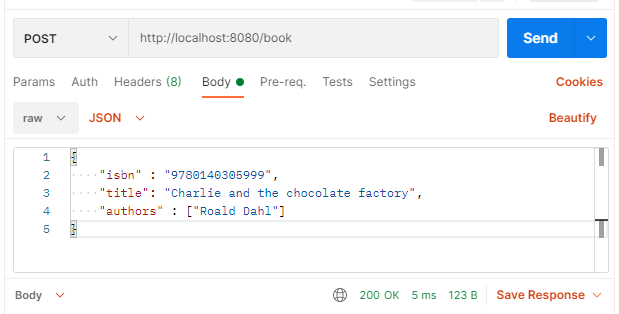 POST http://localhost:8080/book Send
Params Auth Headers (8) Body Pre-req. Tests Settings Cookies
raw JSON Beautify
1 {
2 "isbn" : "9780140305999",
3 "title": "Charlie and the chocolate factory",
4 "authors" : ["Roald Dahl"]
5 }
Body 200 OK 5 ms 123 B Save Response